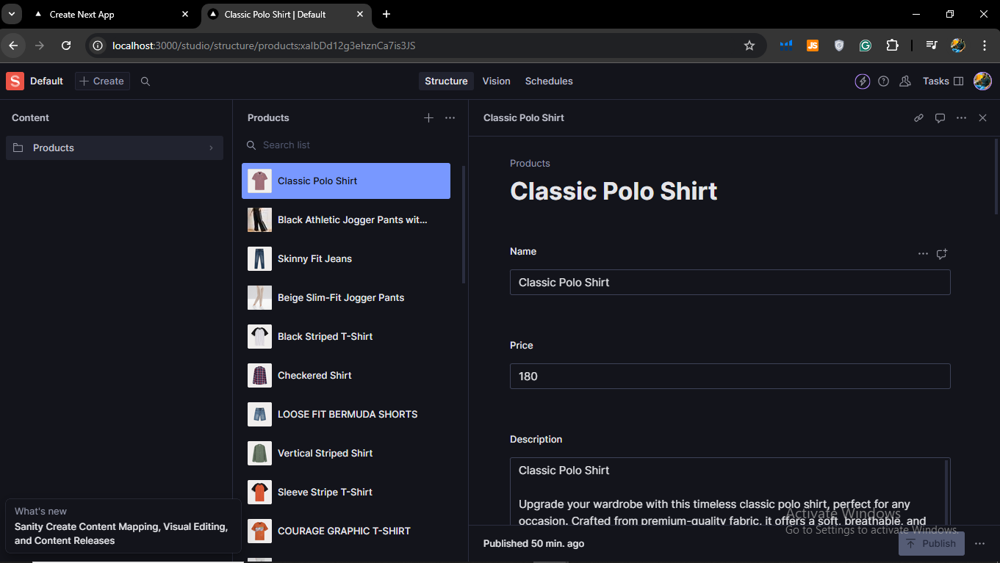 Create Next App
Classic Polo Shirt | Default
localhost:3000/studio/structure/products;xalbDd12g3ehznCa7is3JS
JS
G
S
Default
Create
Structure
Vision
Schedules
Tasks
Content
Products
Products
Search list
Classic Polo Shirt
Black Athletic Jogger Pants wit...
Skinny Fit Jeans
Beige Slim-Fit Jogger Pants
Black Striped T-Shirt
Checkered Shirt
LOOSE FIT BERMUDA SHORTS
Vertical Striped Shirt
Sleeve Stripe T-Shirt
COURAGE GRAPHIC T-SHIRT
What's new
Sanity Create Content Mapping, Visual Editing,
and Content Releases
Classic Polo Shirt
Products
Classic Polo Shirt
Name
Classic Polo Shirt
Price
180
Description
Classic Polo Shirt
Upgrade your wardrobe with this timeless classic polo shirt, perfect for any
occasion. Crafted from premium-quality fabric, it offers a soft, breathable, and
Activate Windows
Go to Settings to activate Windows.
Published 50 min. ago
Publish